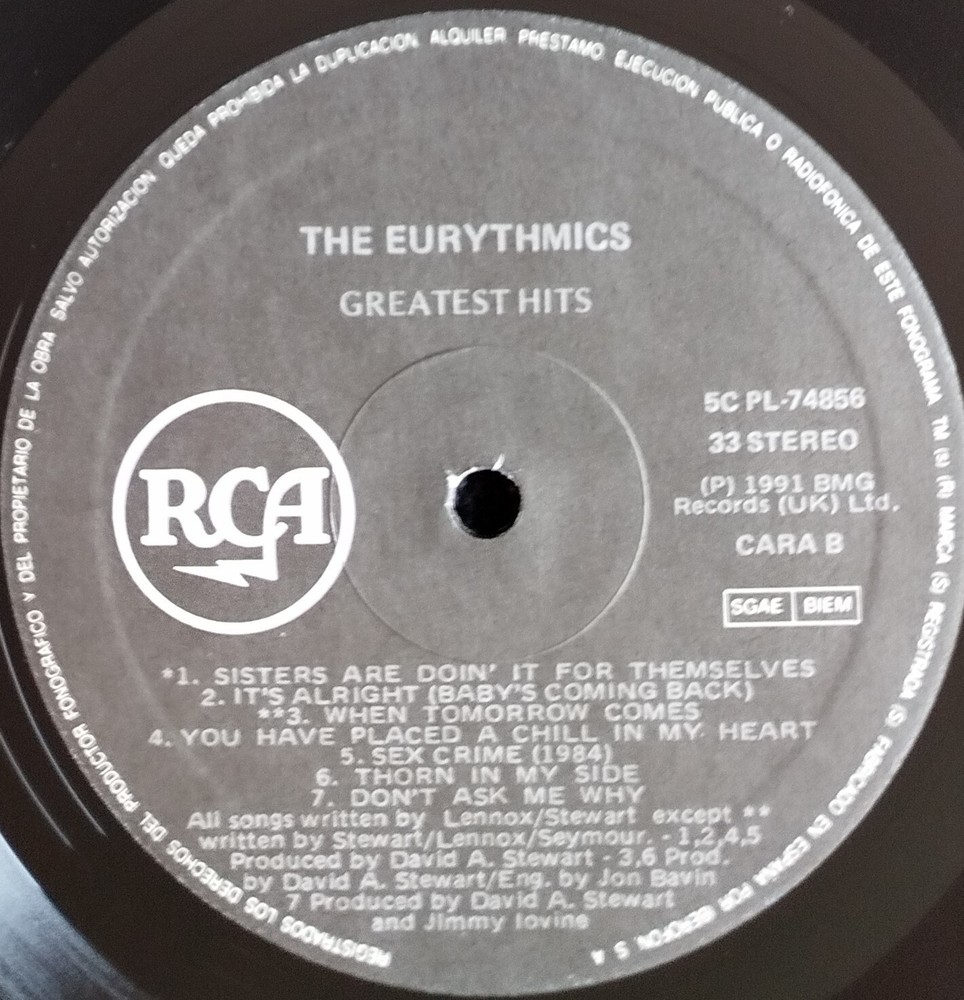 REGISTRADOS LOS DERECHOS DEL PRODUCTOR FONOGRAFICO Y DEL PROPIETARIO DE LA OBRA SALVO AUTORIZACION QUEDA PROHIBIDA LA DUPLICACION ALQUILER PRESTAMO EJECUCION PUBLICA O RADIOFONICA DE ESTE FONOGRAMA TM (s) (R) MARCA (S) REGISTRADA (S) FABRICADO EN ESPAÑA POR IBEROFON S A
THE EURYTHMICS
GREATEST HITS
RCA
5C PL-74856
33 STEREO
(P) 1991 BMG
Records (UK) Ltd.
CARA B
SGAE BIEM
*1. SISTERS ARE DOIN' IT FOR THEMSELVES
2. IT'S ALRIGHT (BABY'S COMING BACK)
**3. WHEN TOMORROW COMES
4. YOU HAVE PLACED A CHILL IN MY HEART
5. SEX CRIME (1984)
6. THORN IN MY SIDE
7. DON'T ASK ME WHY
All songs written by Lennox/Stewart except **
written by Stewart/Lennox/Seymour. - 1,2,4,5
Produced by David A. Stewart - 3,6 Prod.
by David A. Stewart/Eng. by Jon Bavin
7 Produced by David A. Stewart
and Jimmy Iovine